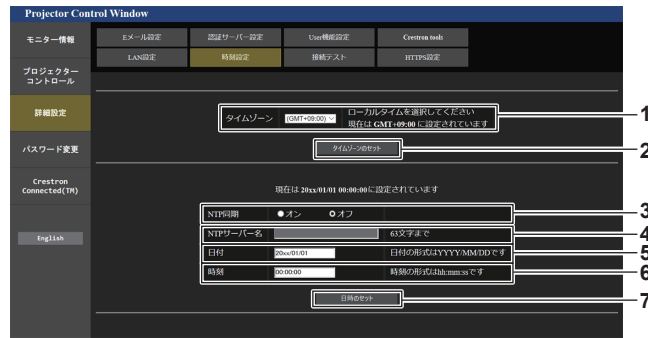 Projector Control Window
モニター情報
プロジェクター
コントロール
詳細設定
パスワード変更
Crestron
Connected(TM)
English
Eメール設定 認証サーバー設定 User機能設定 Crestron tools
LAN設定 時刻設定 接続テスト HTTPS設定
タイムゾーン (GMT+09:00) ローカルタイムを選択してください
現在は GMT+09:00 に設定されています
1
タイムゾーンのセット
2
現在は 20xx/01/01 00:00:00 に設定されています
NTP同期 オン オフ
3
NTPサーバー名 63文字まで
4
日付 20xx/01/01 日付の形式はYYYY/MM/DDです
5
時刻 00:00:00 時刻の形式はhh:mm:ssです
6
日時のセット
7